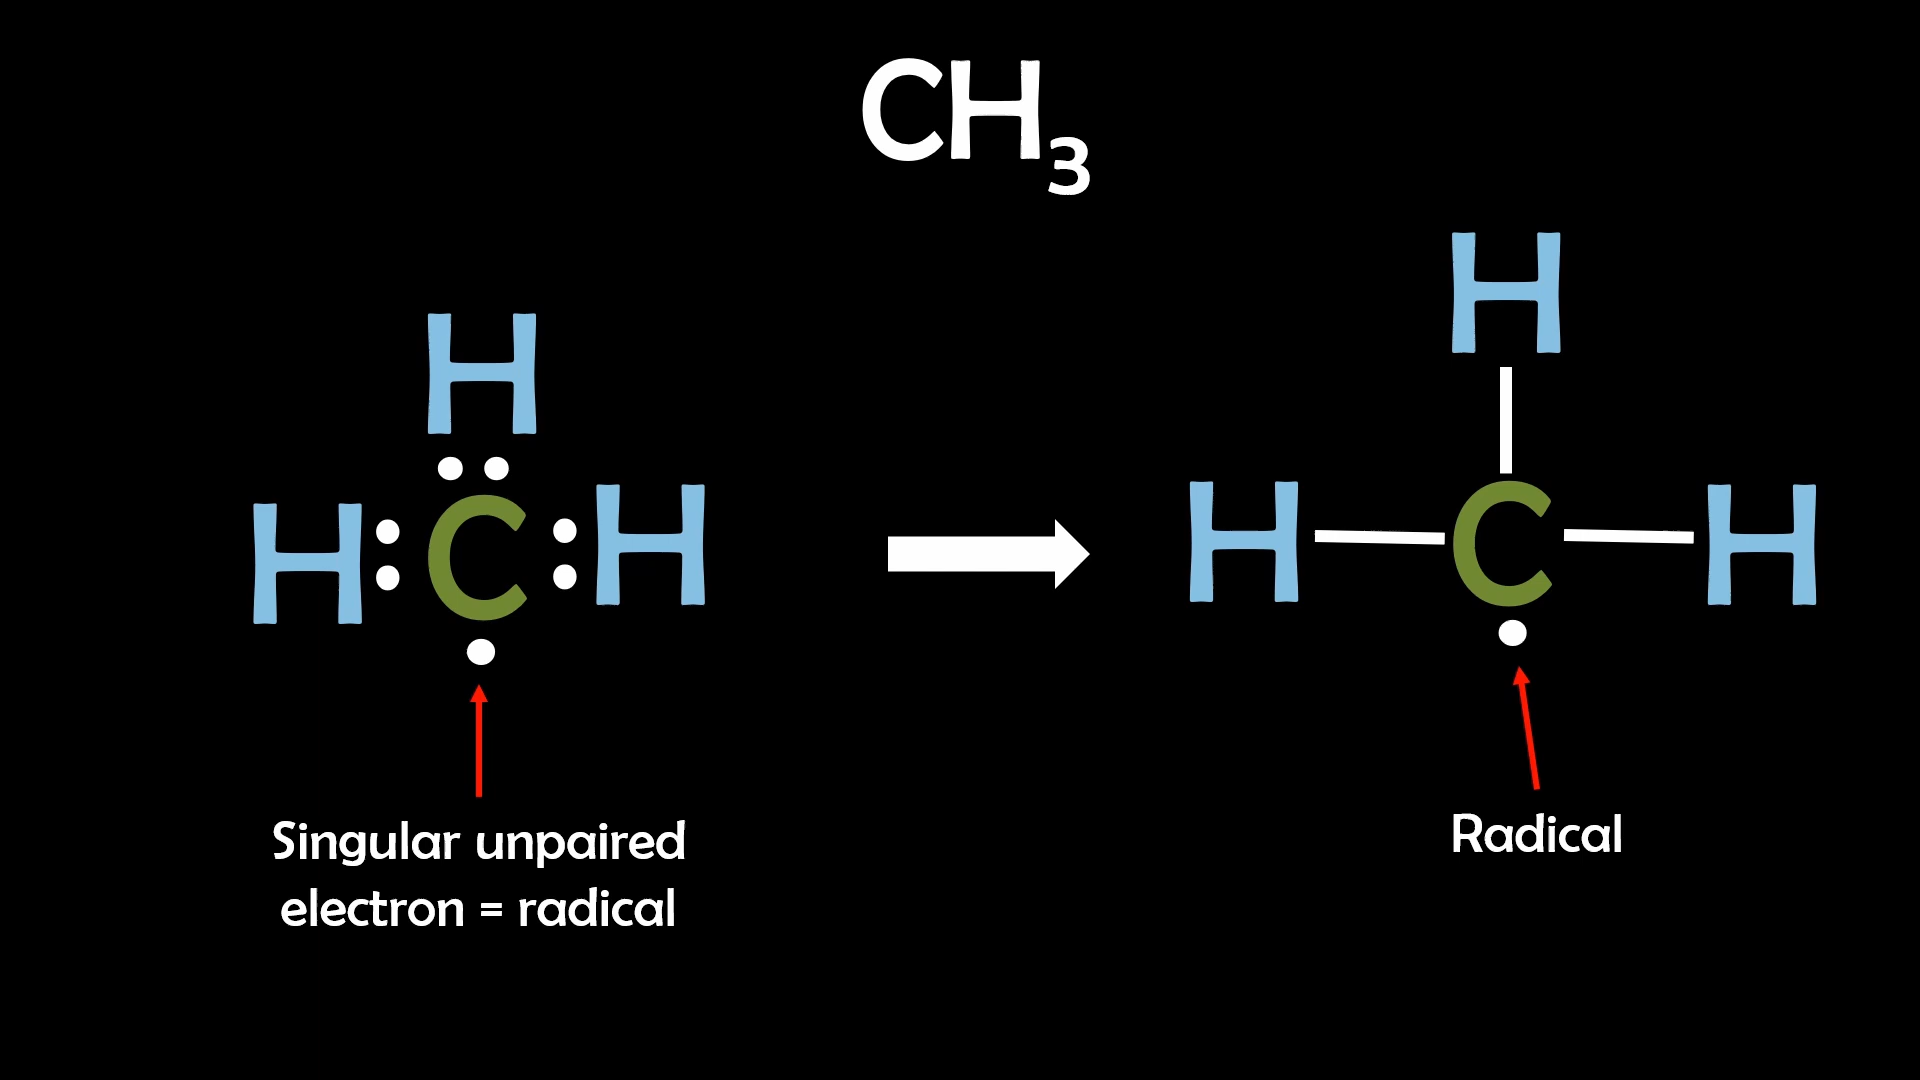 CH₃
H
H
H : C : H
H C H
Singular unpaired
electron = radical
Radical